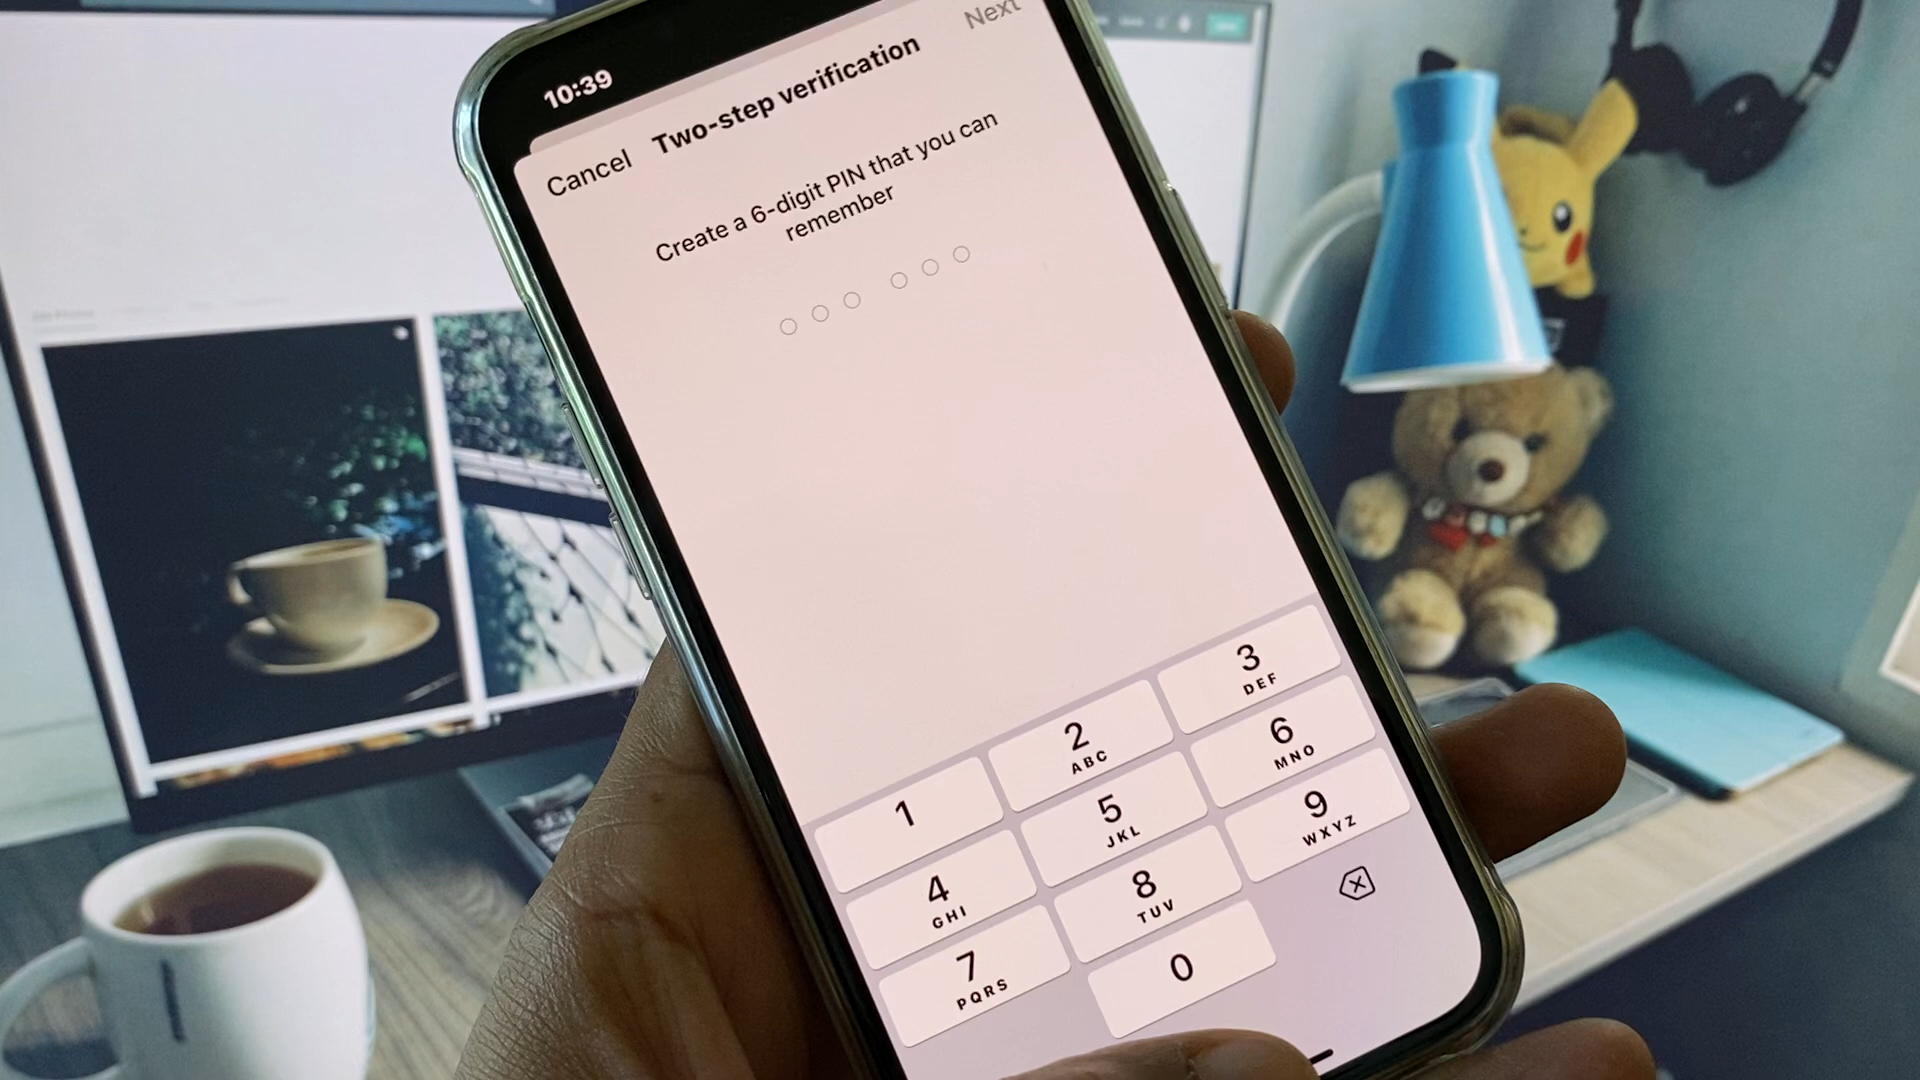 10:39
Next
Cancel
Two-step verification
Create a 6-digit PIN that you can
remember
1
2
ABC
3
DEF
4
GHI
5
JKL
6
MNO
7
PQRS
8
TUV
9
WXYZ
0